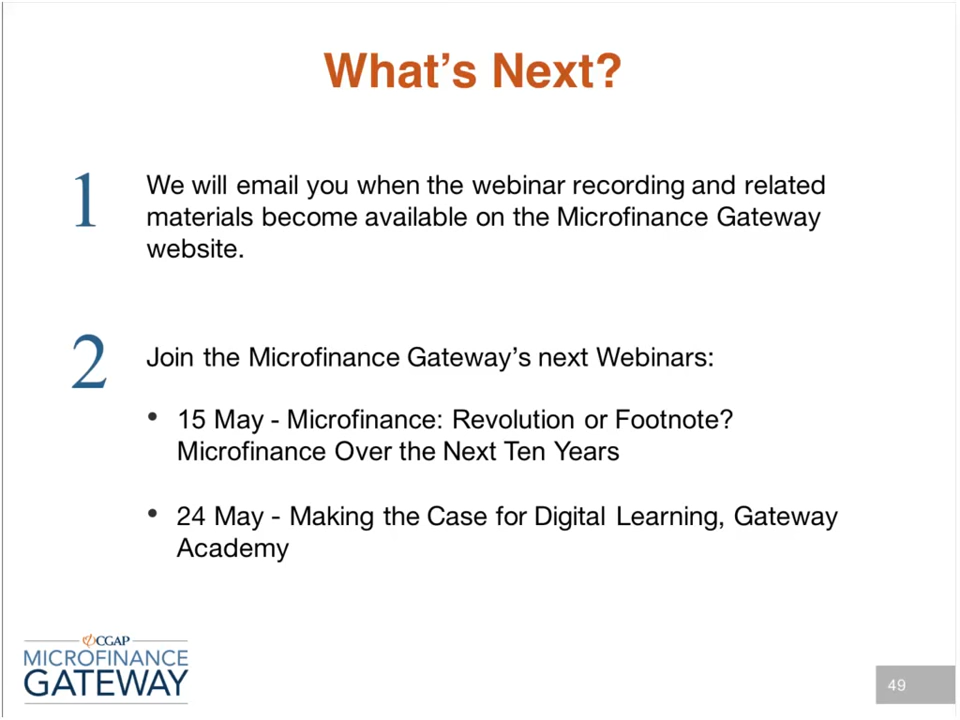 What’s Next?
1
We will email you when the webinar recording and related
materials become available on the Microfinance Gateway
website.
2
Join the Microfinance Gateway’s next Webinars:
• 15 May - Microfinance: Revolution or Footnote?
Microfinance Over the Next Ten Years
• 24 May - Making the Case for Digital Learning, Gateway
Academy
CGAP
MICROFINANCE
GATEWAY
49